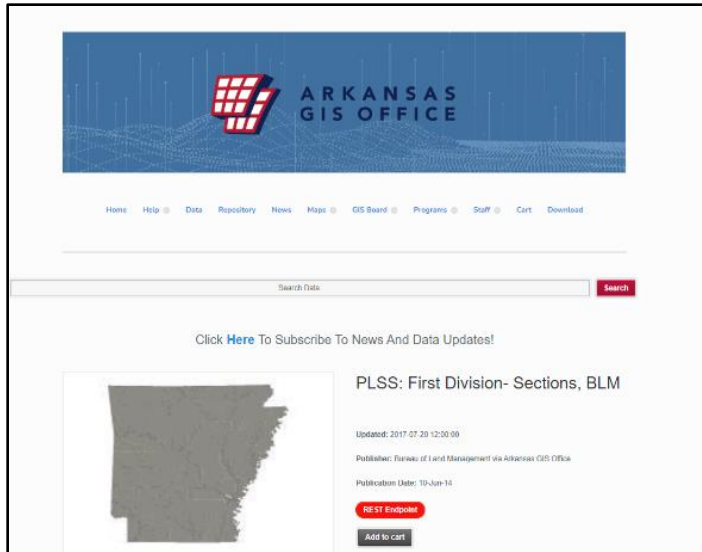 ARKANSAS
GIS OFFICE
Home Help Data Repository News Maps GIS Board Programs Staff Cart Download
Search Data
Search
Click Here To Subscribe To News And Data Updates!
PLSS: First Division- Sections, BLM
Updated: 2017-07-20 12:00:00
Publisher: Bureau of Land Management via Arkansas GIS Office
Publication Date: 10-Jun-14
REST Endpoint
Add to cart